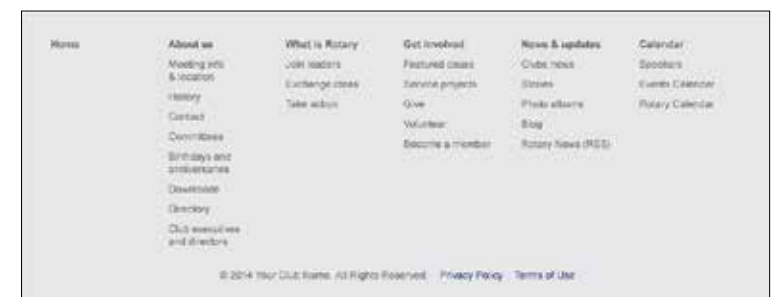 Home
About us
Meeting info
& location
History
Contact
Committees
Birthdays and
anniversaries
Downloads
Directory
Club executives
and directors
What is Rotary
Join leaders
Exchange ideas
Take action
Get involved
Featured cases
Service projects
Give
Volunteer
Become a member
News & updates
Clubs news
Stories
Photo albums
Blog
Rotary News (RSS)
Calendar
Speakers
Events Calendar
Rotary Calendar
© 2014 Your Club Name. All Rights Reserved. Privacy Policy Terms of Use